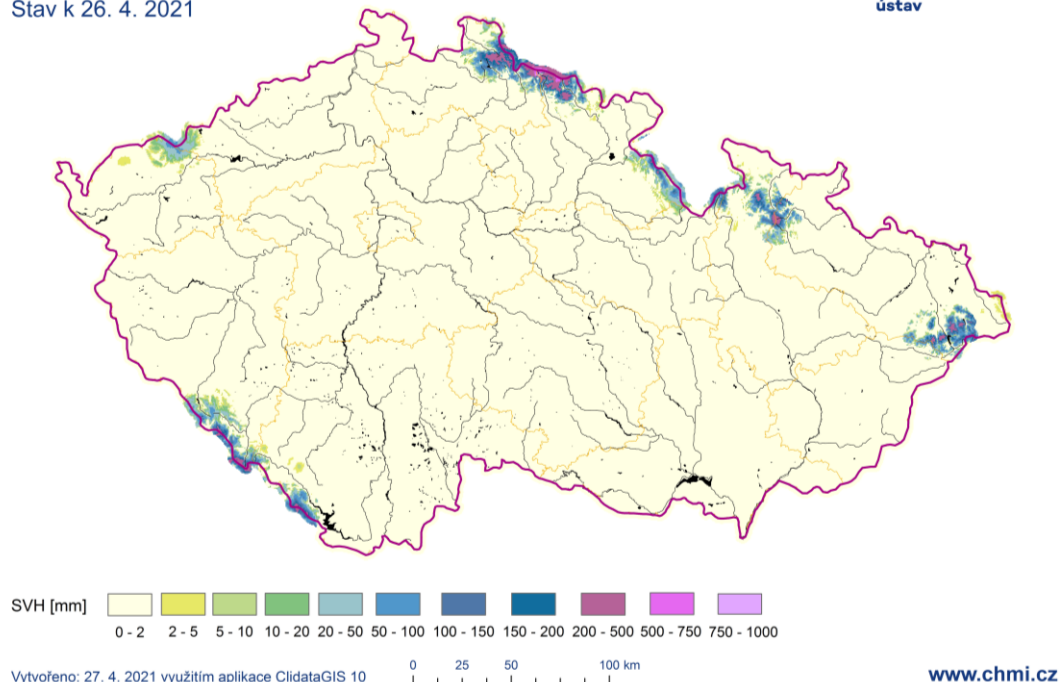 Stav k 26. 4. 2021
ústav
SVH [mm]
0 - 2 2 - 5 5 - 10 10 - 20 20 - 50 50 - 100 100 - 150 150 - 200 200 - 500 500 - 750 750 - 1000
0 25 50 100 km
Vytvořeno: 27. 4. 2021 využitím aplikace ClidataGIS 10
www.chmi.cz